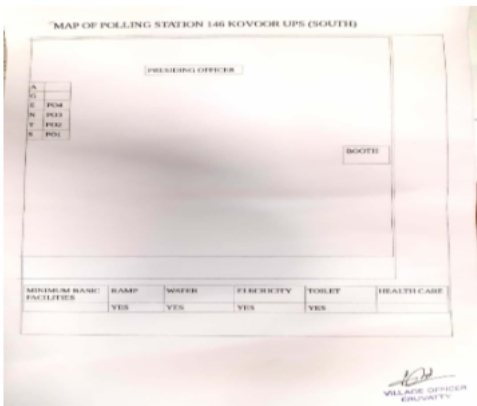 MAP OF POLLING STATION 146 KOVOOR UPS (SOUTH)
PRESIDING OFFICER
A
G
E PO4
N PO3
T PO2
S PO1
BOOTH
MINIMUM BASIC FACILITIES RAMP WATER ELECRICITY TOILET HEALTH CARE
YES YES YES YES
VILLAGE OFFICER
ERUVATTY